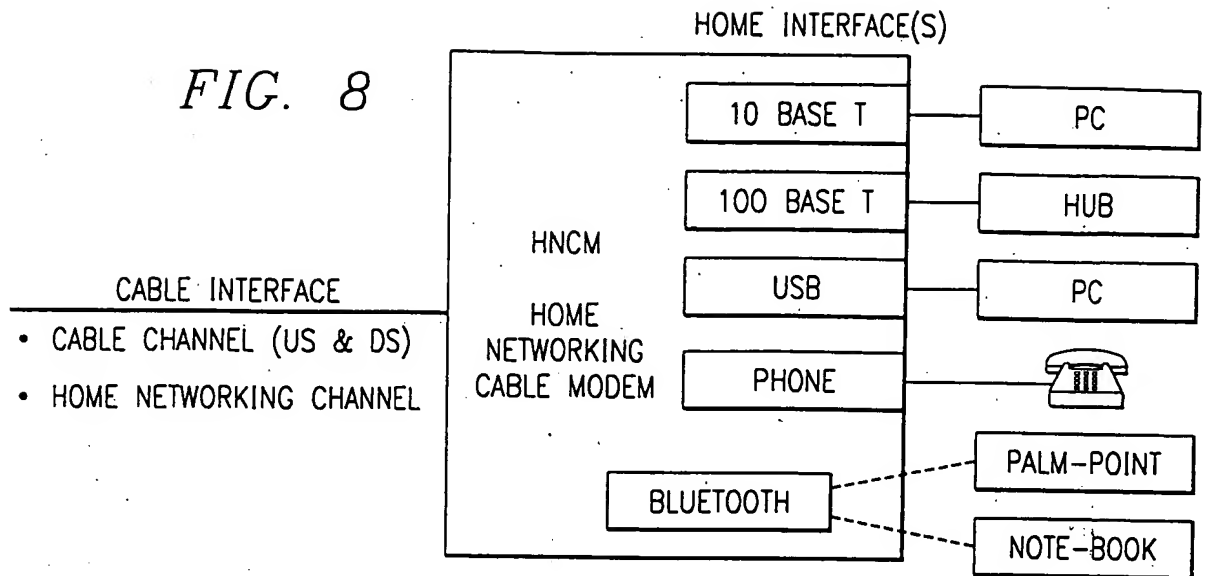 HOME INTERFACE(S)
FIG. 8
10 BASE T
PC
100 BASE T
HUB
HNCM
USB
PC
CABLE INTERFACE
HOME
NETWORKING
CABLE MODEM
• CABLE CHANNEL (US & DS)
• HOME NETWORKING CHANNEL
PHONE
PALM-POINT
BLUETOOTH
NOTE-BOOK